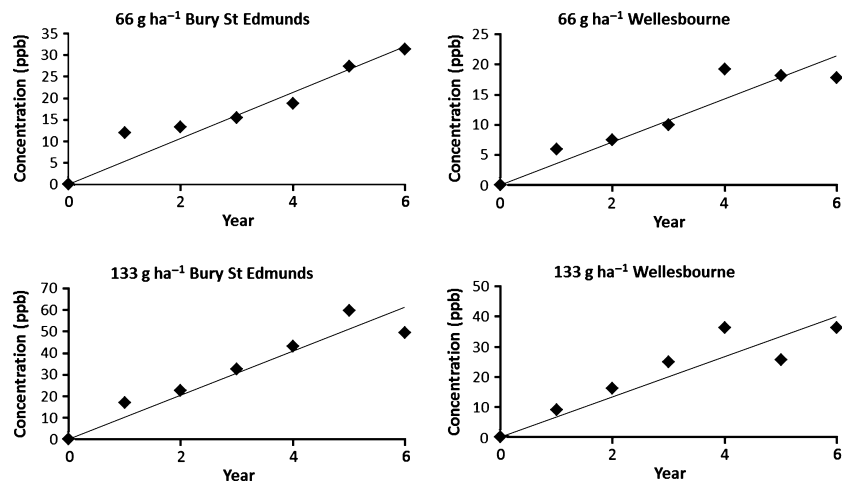 66 g ha⁻¹ Bury St Edmunds
Concentration (ppb)
35
30
25
20
15
10
5
0
0 2 4 6
Year
66 g ha⁻¹ Wellesbourne
Concentration (ppb)
25
20
15
10
5
0
0 2 4 6
Year
133 g ha⁻¹ Bury St Edmunds
Concentration (ppb)
70
60
50
40
30
20
10
0
0 2 4 6
Year
133 g ha⁻¹ Wellesbourne
Concentration (ppb)
50
40
30
20
10
0
0 2 4 6
Year